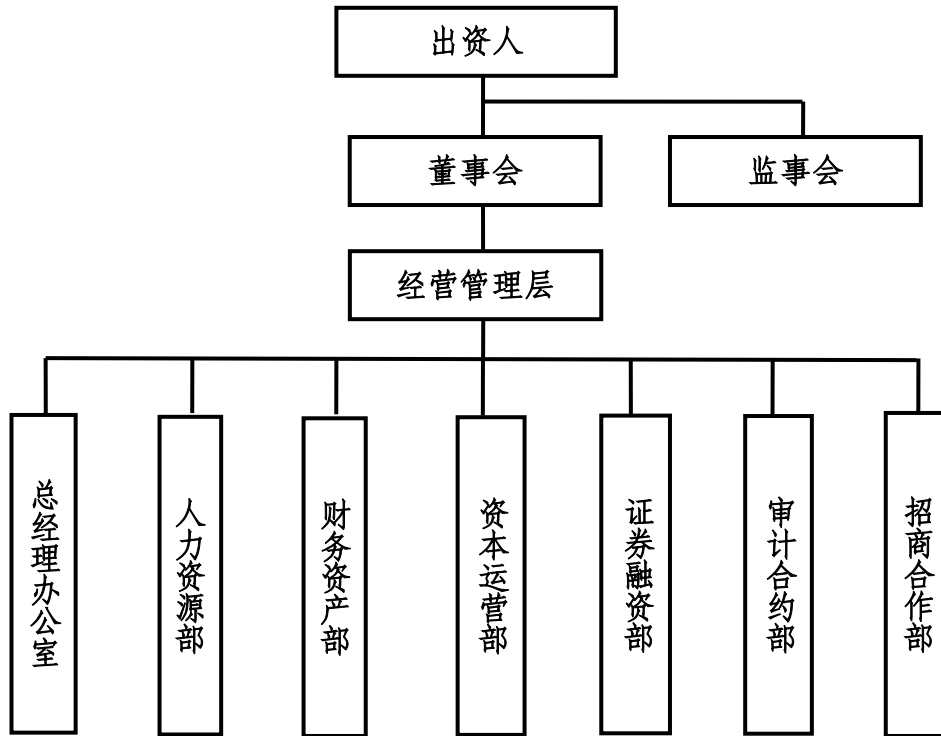 出资人
董事会
监事会
经营管理层
总经理办公室
人力资源部
财务资产部
资本运营部
证券融资部
审计合约部
招商合作部